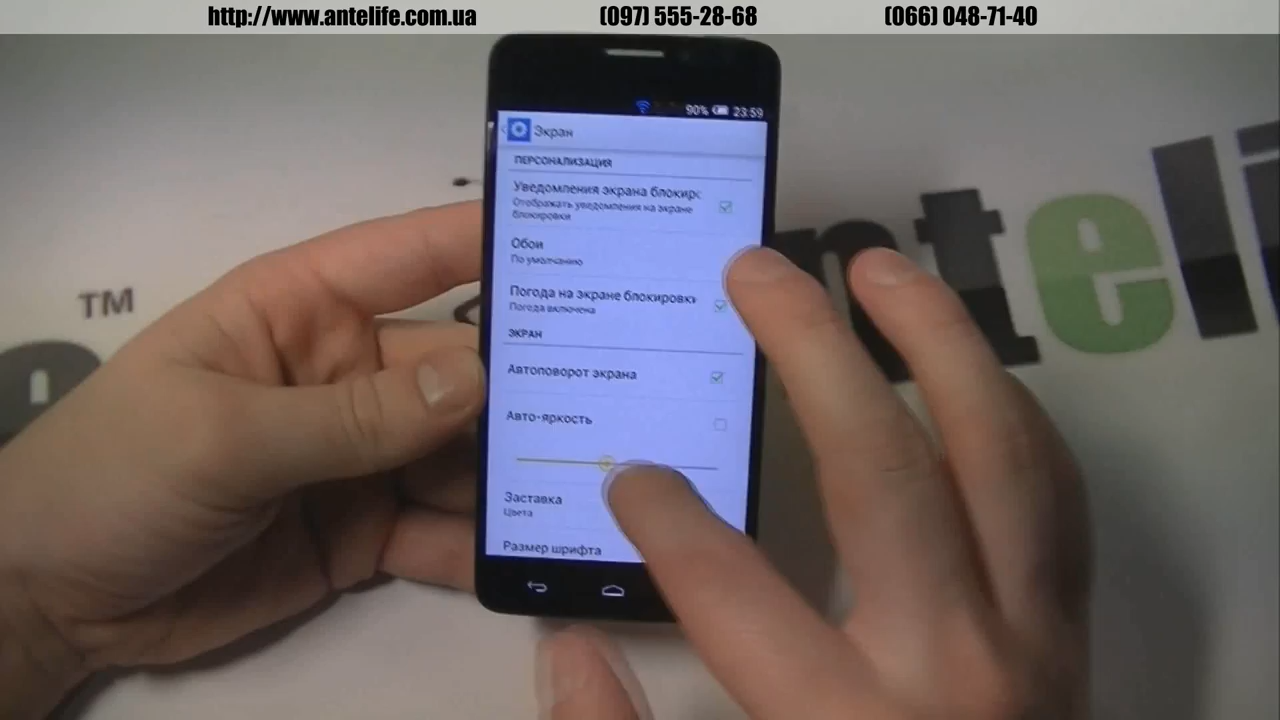 http://www.antelife.com.ua (097) 555-28-68 (066) 048-71-40
90% 23:59
Экран
ПЕРСОНАЛИЗАЦИЯ
Уведомления экрана блокирс
Отображать уведомления на экране
блокировки
Обои
По умолчанию
Погода на экране блокировки
Погода включена
ЭКРАН
Автоповорот экрана
Авто-яркость
Заставка
Цвета
Размер шрифта
TM
nteli